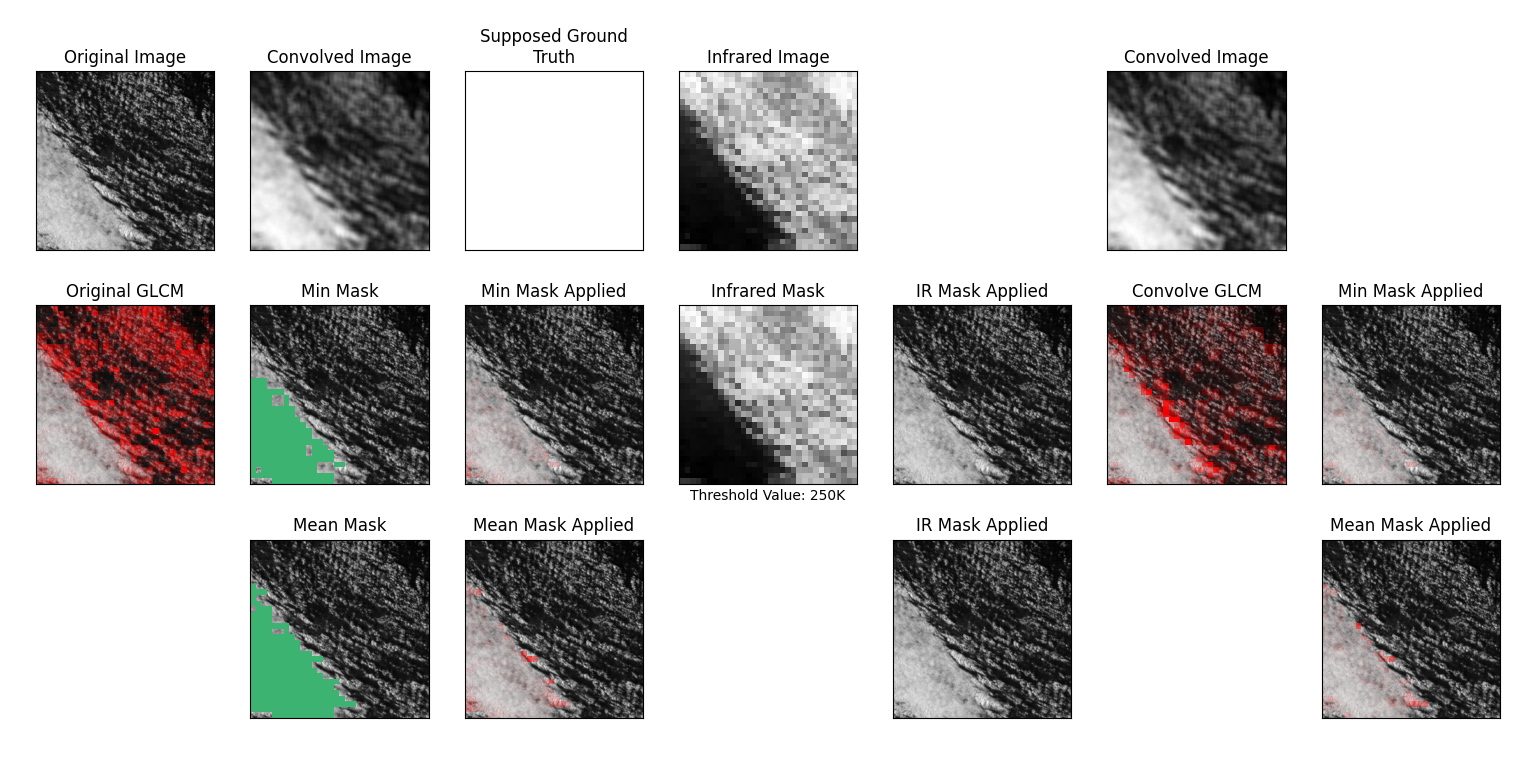 Original Image
Convolved Image
Supposed Ground
Truth
Infrared Image
Convolved Image
Original GLCM
Min Mask
Min Mask Applied
Infrared Mask
IR Mask Applied
Convolve GLCM
Min Mask Applied
Threshold Value: 250K
Mean Mask
Mean Mask Applied
IR Mask Applied
Mean Mask Applied